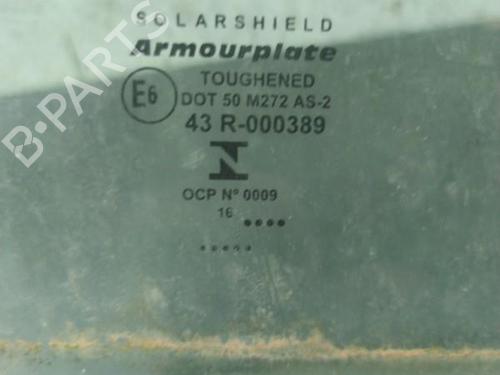 SOLARSHIELD
Armourplate
TOUGHENED
E6
DOT 50 M272 AS-2
43 R-000389
N
OCP Nº 0009
16
B-PARTS